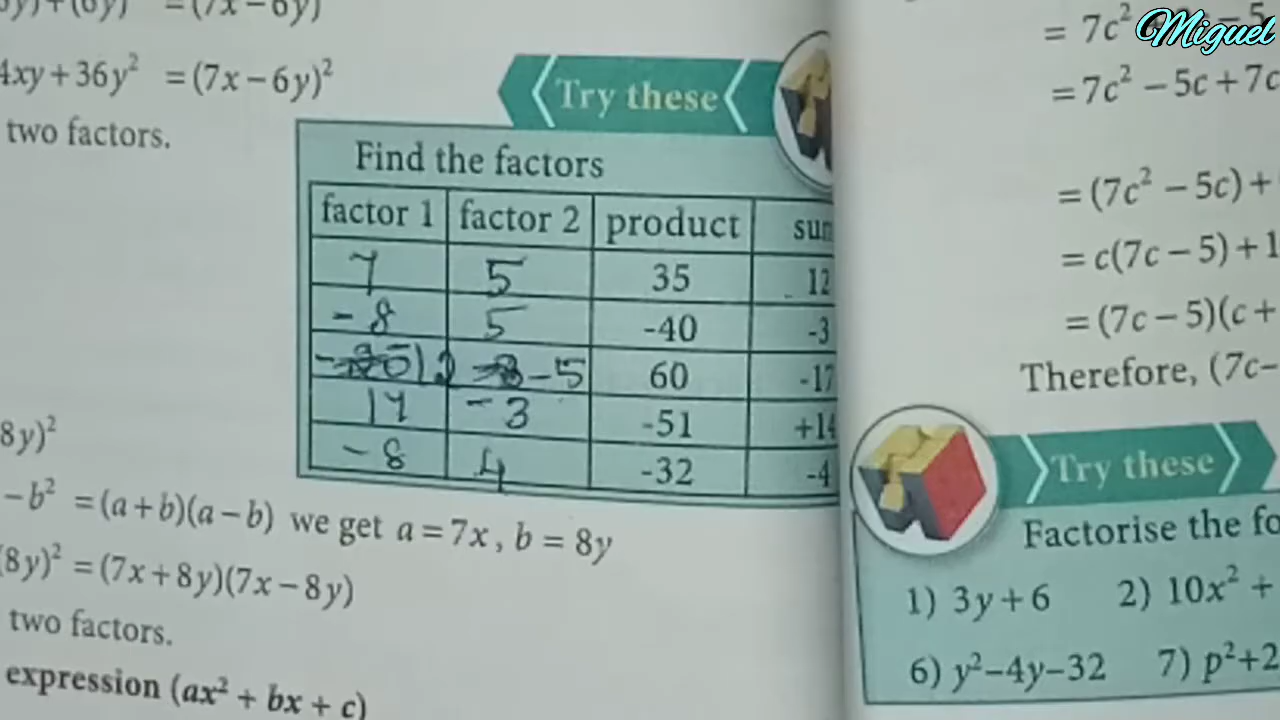 = (7x – 6y)
4xy + 36y² = (7x – 6y)²
two factors.
Try these
Find the factors
factor 1 factor 2 product
7 5 35 12
-8 5 -40 -3
-5 60 -17
-3 -51 +14
-8 4 -32 -4
8y)²
–b² = (a + b)(a – b) we get a = 7x, b = 8y
(8y)² = (7x + 8y)(7x – 8y)
two factors.
expression (ax² + bx + c)
Miguel
= 7c² – 5
= 7c² – 5c + 7c
= (7c² – 5c) +
= c(7c – 5) + 1
= (7c – 5)(c +
Therefore, (7c–
Try these
Factorise the
1) 3y + 6 2) 10x² +
6) y²–4y–32 7) p²+2